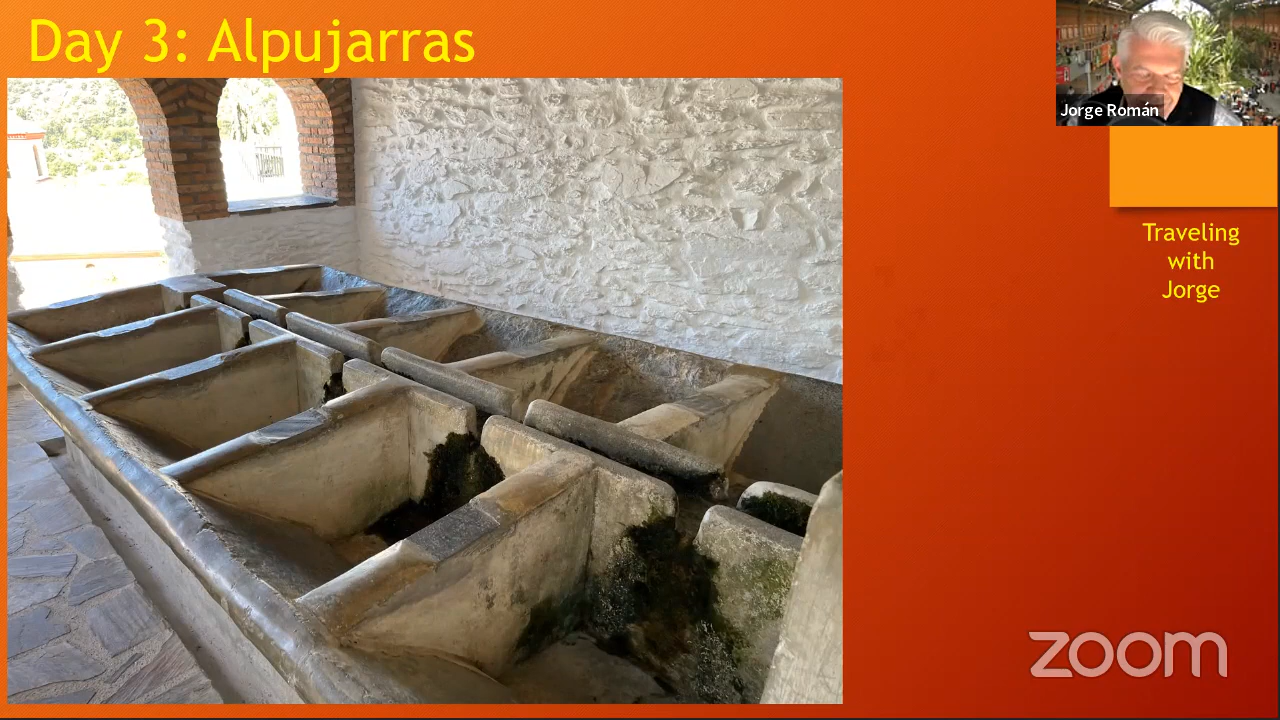 Day 3: Alpujarras
Jorge Román
Traveling
with
Jorge
zoom